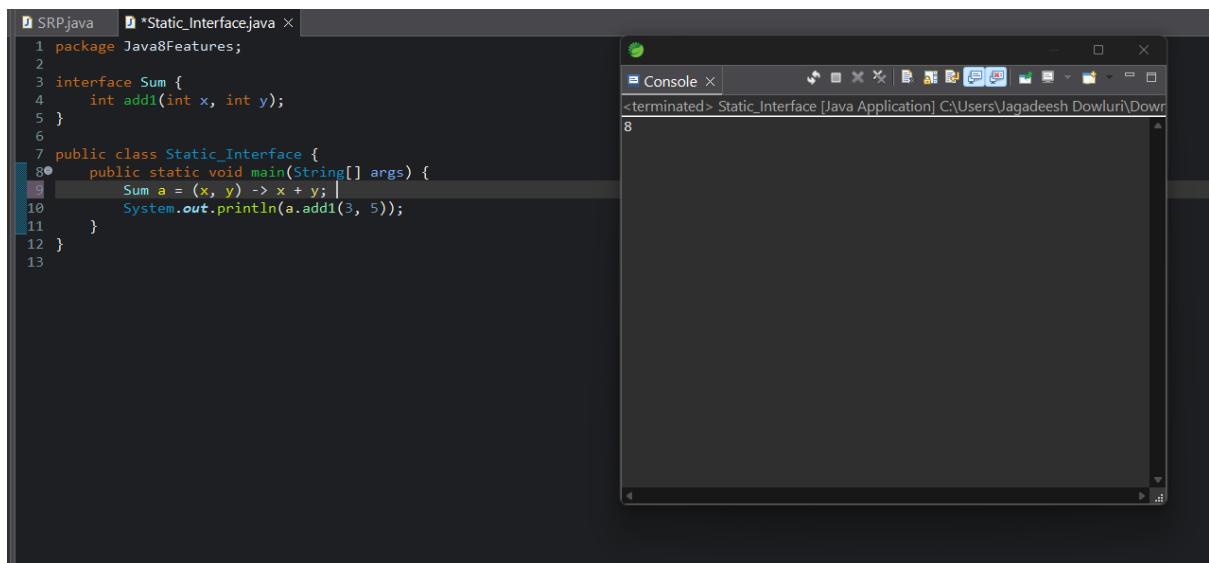 SRP.java
*Static_Interface.java
1 package Java8Features;
2
3 interface Sum {
4     int add1(int x, int y);
5 }
6
7 public class Static_Interface {
8     public static void main(String[] args) {
9         Sum a = (x, y) -> x + y;
10         System.out.println(a.add1(3, 5));
11     }
12 }
13
Console
<terminated> Static_Interface [Java Application] C:\Users\Jagadeesh Dowluri\Dowr
8